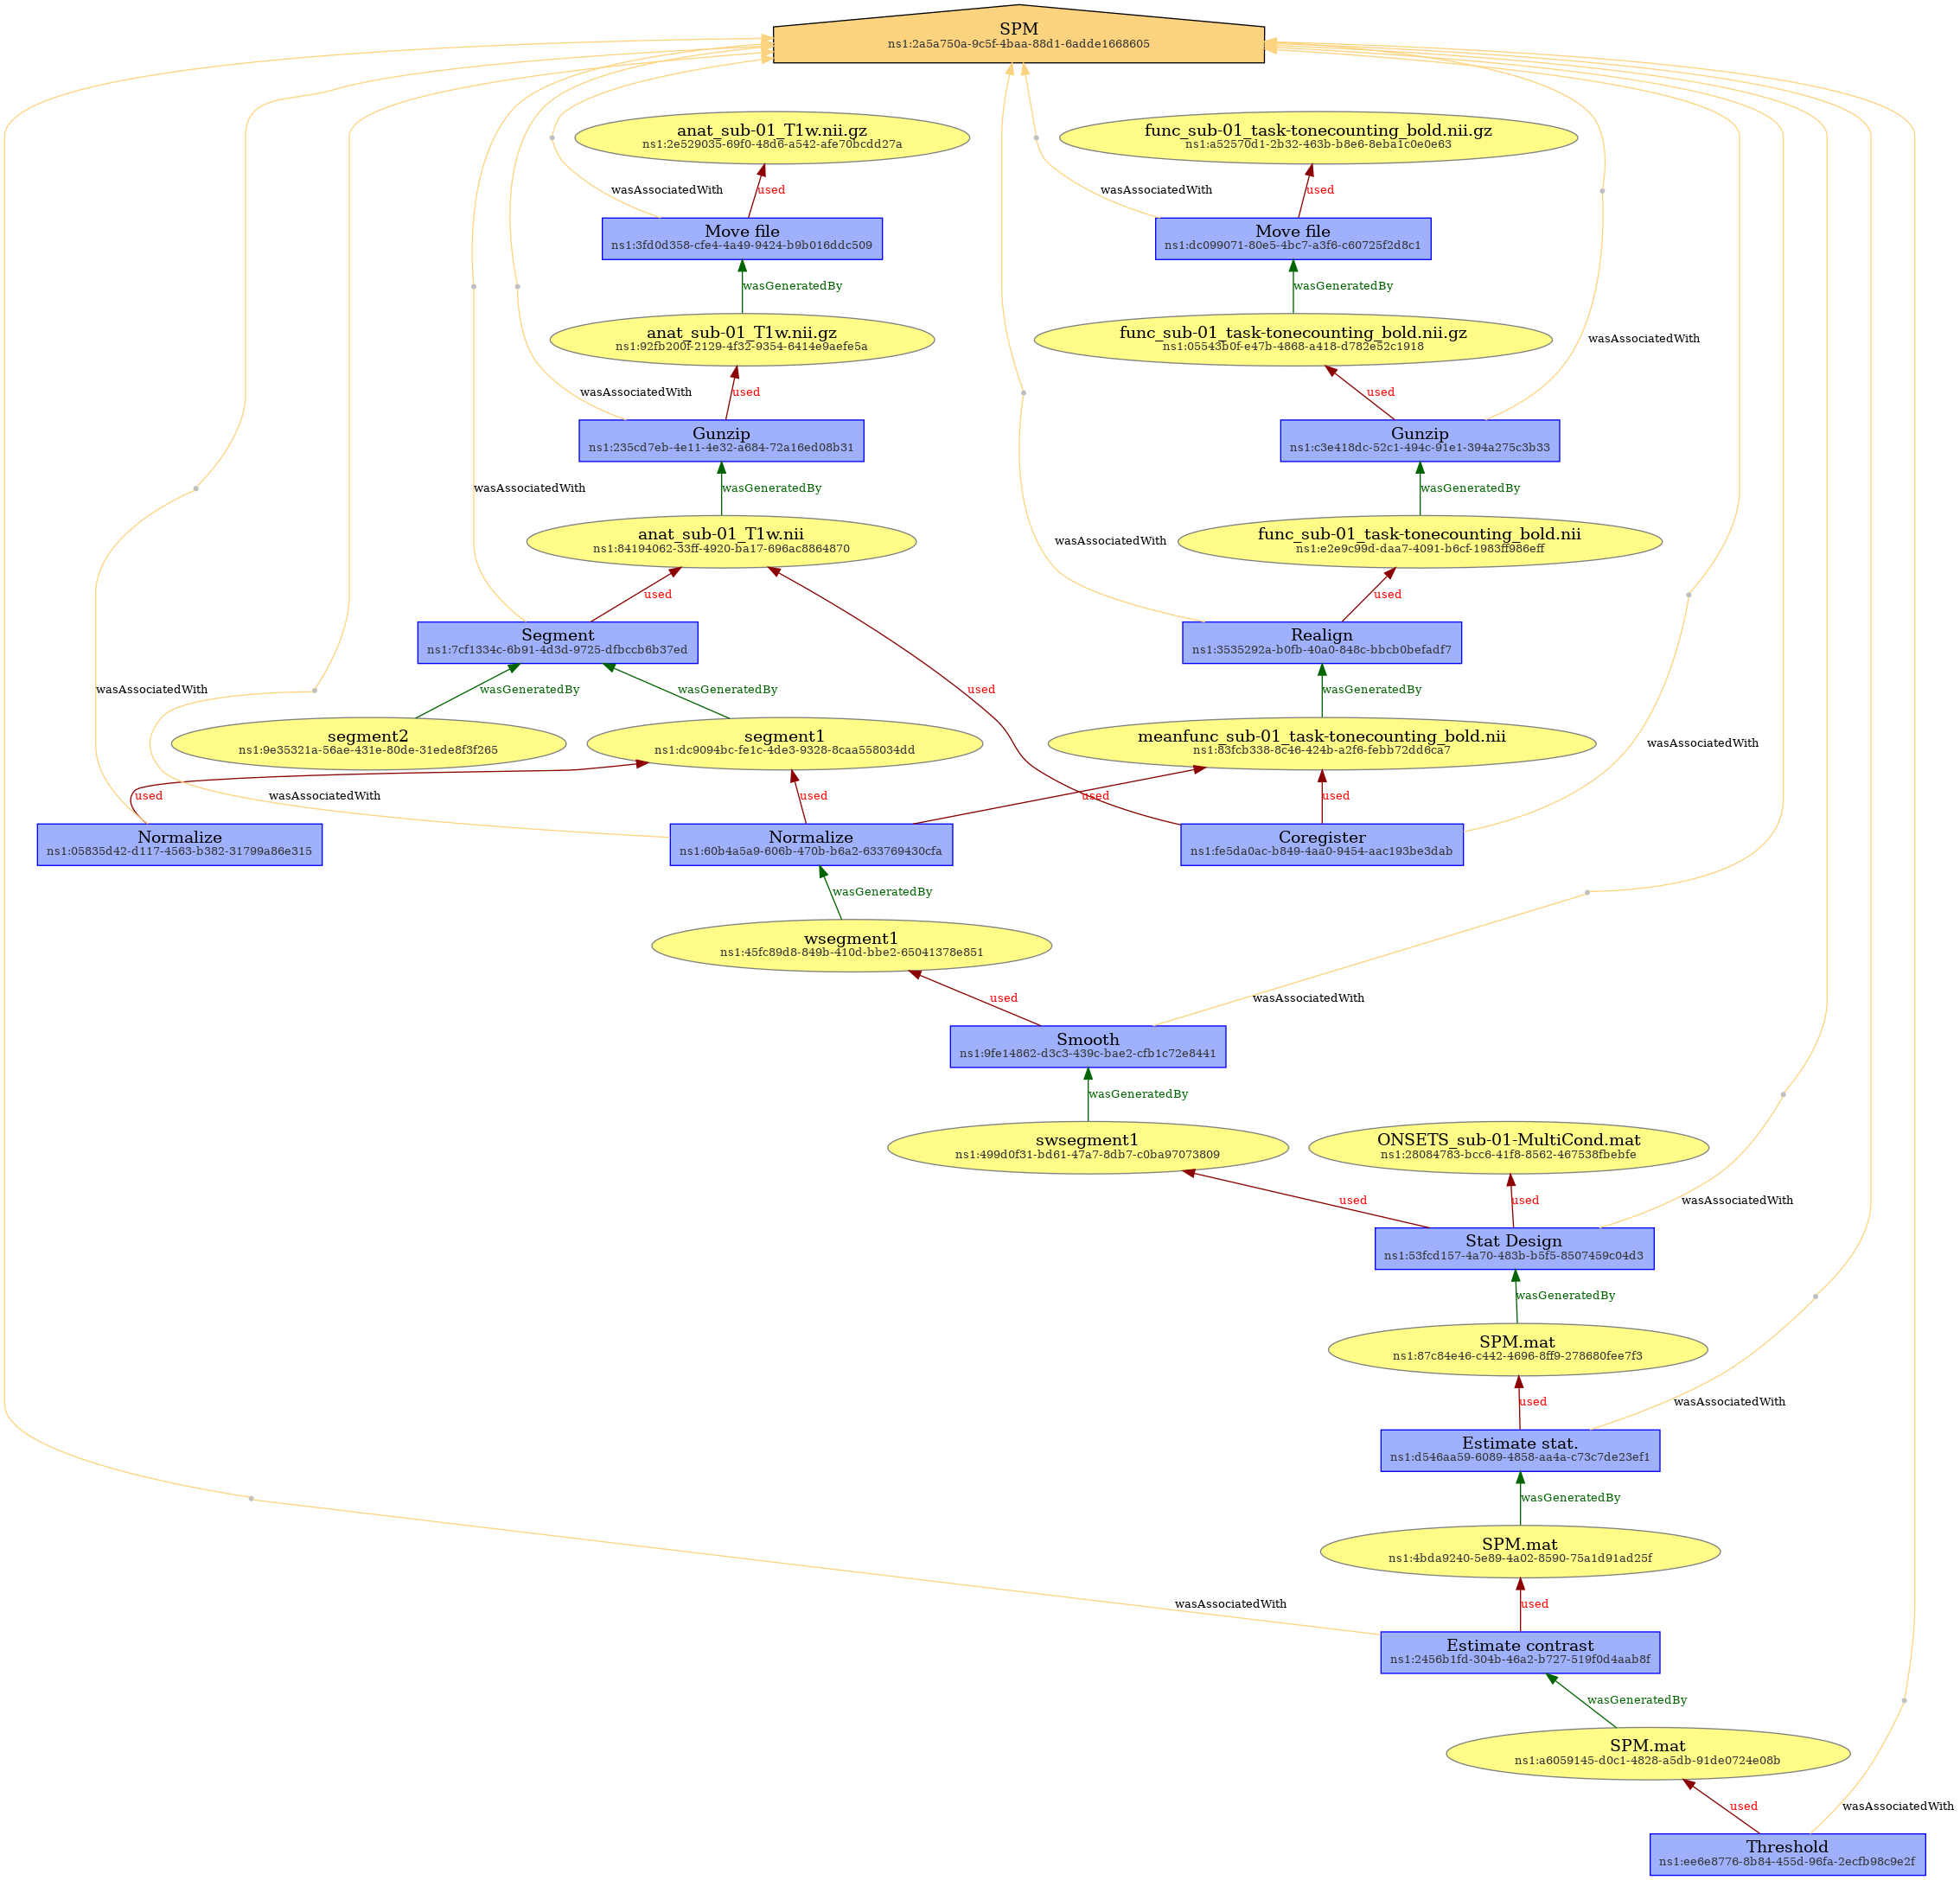 SPM
ns1:2a5a750a-9c5f-4baa-88d1-6adde1668605
anat_sub-01_T1w.nii.gz
ns1:2e529035-69f0-48d6-a542-afe70bcdd27a
func_sub-01_task-tonecounting_bold.nii.gz
ns1:a52570d1-2b32-463b-b8e6-8eba1c0e0e63
wasAssociatedWith
used
wasAssociatedWith
used
Move file
ns1:3fd0d358-cfe4-4a49-9424-b9b016ddc509
Move file
ns1:dc099071-80e5-4bc7-a3f6-c60725f2d8c1
wasGeneratedBy
wasGeneratedBy
anat_sub-01_T1w.nii.gz
ns1:92fb200f-2129-4f32-9354-6414e9aefe5a
func_sub-01_task-tonecounting_bold.nii.gz
ns1:05543b0f-e47b-4868-a418-d782e52c1918
wasAssociatedWith
wasAssociatedWith
used
used
Gunzip
ns1:235cd7eb-4e11-4e32-a684-72a16ed08b31
Gunzip
ns1:c3e418dc-52c1-494c-91e1-394a275c3b33
wasAssociatedWith
wasGeneratedBy
wasGeneratedBy
anat_sub-01_T1w.nii
ns1:84194062-33ff-4920-ba17-696ac8864870
wasAssociatedWith
func_sub-01_task-tonecounting_bold.nii
ns1:e2e9c99d-daa7-4091-b6cf-1983ff986eff
used
used
Segment
ns1:7cf1334c-6b91-4d3d-9725-dfbccb6b37ed
Realign
ns1:3535292a-b0fb-40a0-848c-bbcb0befadf7
wasAssociatedWith
wasGeneratedBy
wasGeneratedBy
used
wasGeneratedBy
segment2
ns1:9e35321a-56ae-431e-80de-31ede8f3f265
segment1
ns1:dc9094bc-fe1c-4de3-9328-8caa558034dd
meanfunc_sub-01_task-tonecounting_bold.nii
ns1:83fcb338-8c46-424b-a2f6-febb72dd6ca7
wasAssociatedWith
used
wasAssociatedWith
used
used
used
Normalize
ns1:05835d42-d117-4563-b382-31799a86e315
Normalize
ns1:60b4a5a9-606b-470b-b6a2-633769430cfa
Coregister
ns1:fe5da0ac-b849-4aa0-9454-aac193be3dab
wasGeneratedBy
wsegment1
ns1:45fc89d8-849b-410d-bbe2-65041378e851
used
wasAssociatedWith
Smooth
ns1:9fe14862-d3c3-439c-bae2-cfb1c72e8441
wasGeneratedBy
swsegment1
ns1:499d0f31-bd61-47a7-8db7-c0ba97073809
ONSETS_sub-01-MultiCond.mat
ns1:28084783-bcc6-41f8-8562-467538fbebfe
used
used
wasAssociatedWith
Stat Design
ns1:53fcd157-4a70-483b-b5f5-8507459c04d3
wasGeneratedBy
SPM.mat
ns1:87c84e46-c442-4696-8ff9-278680fee7f3
used
wasAssociatedWith
Estimate stat.
ns1:d546aa59-6089-4858-aa4a-c73c7de23ef1
wasGeneratedBy
SPM.mat
ns1:4bda9240-5e89-4a02-8590-75a1d91ad25f
wasAssociatedWith
used
Estimate contrast
ns1:2456b1fd-304b-46a2-b727-519f0d4aab8f
wasGeneratedBy
SPM.mat
ns1:a6059145-d0c1-4828-a5db-91de0724e08b
used
wasAssociatedWith
Threshold
ns1:ee6e8776-8b84-455d-96fa-2ecfb98c9e2f